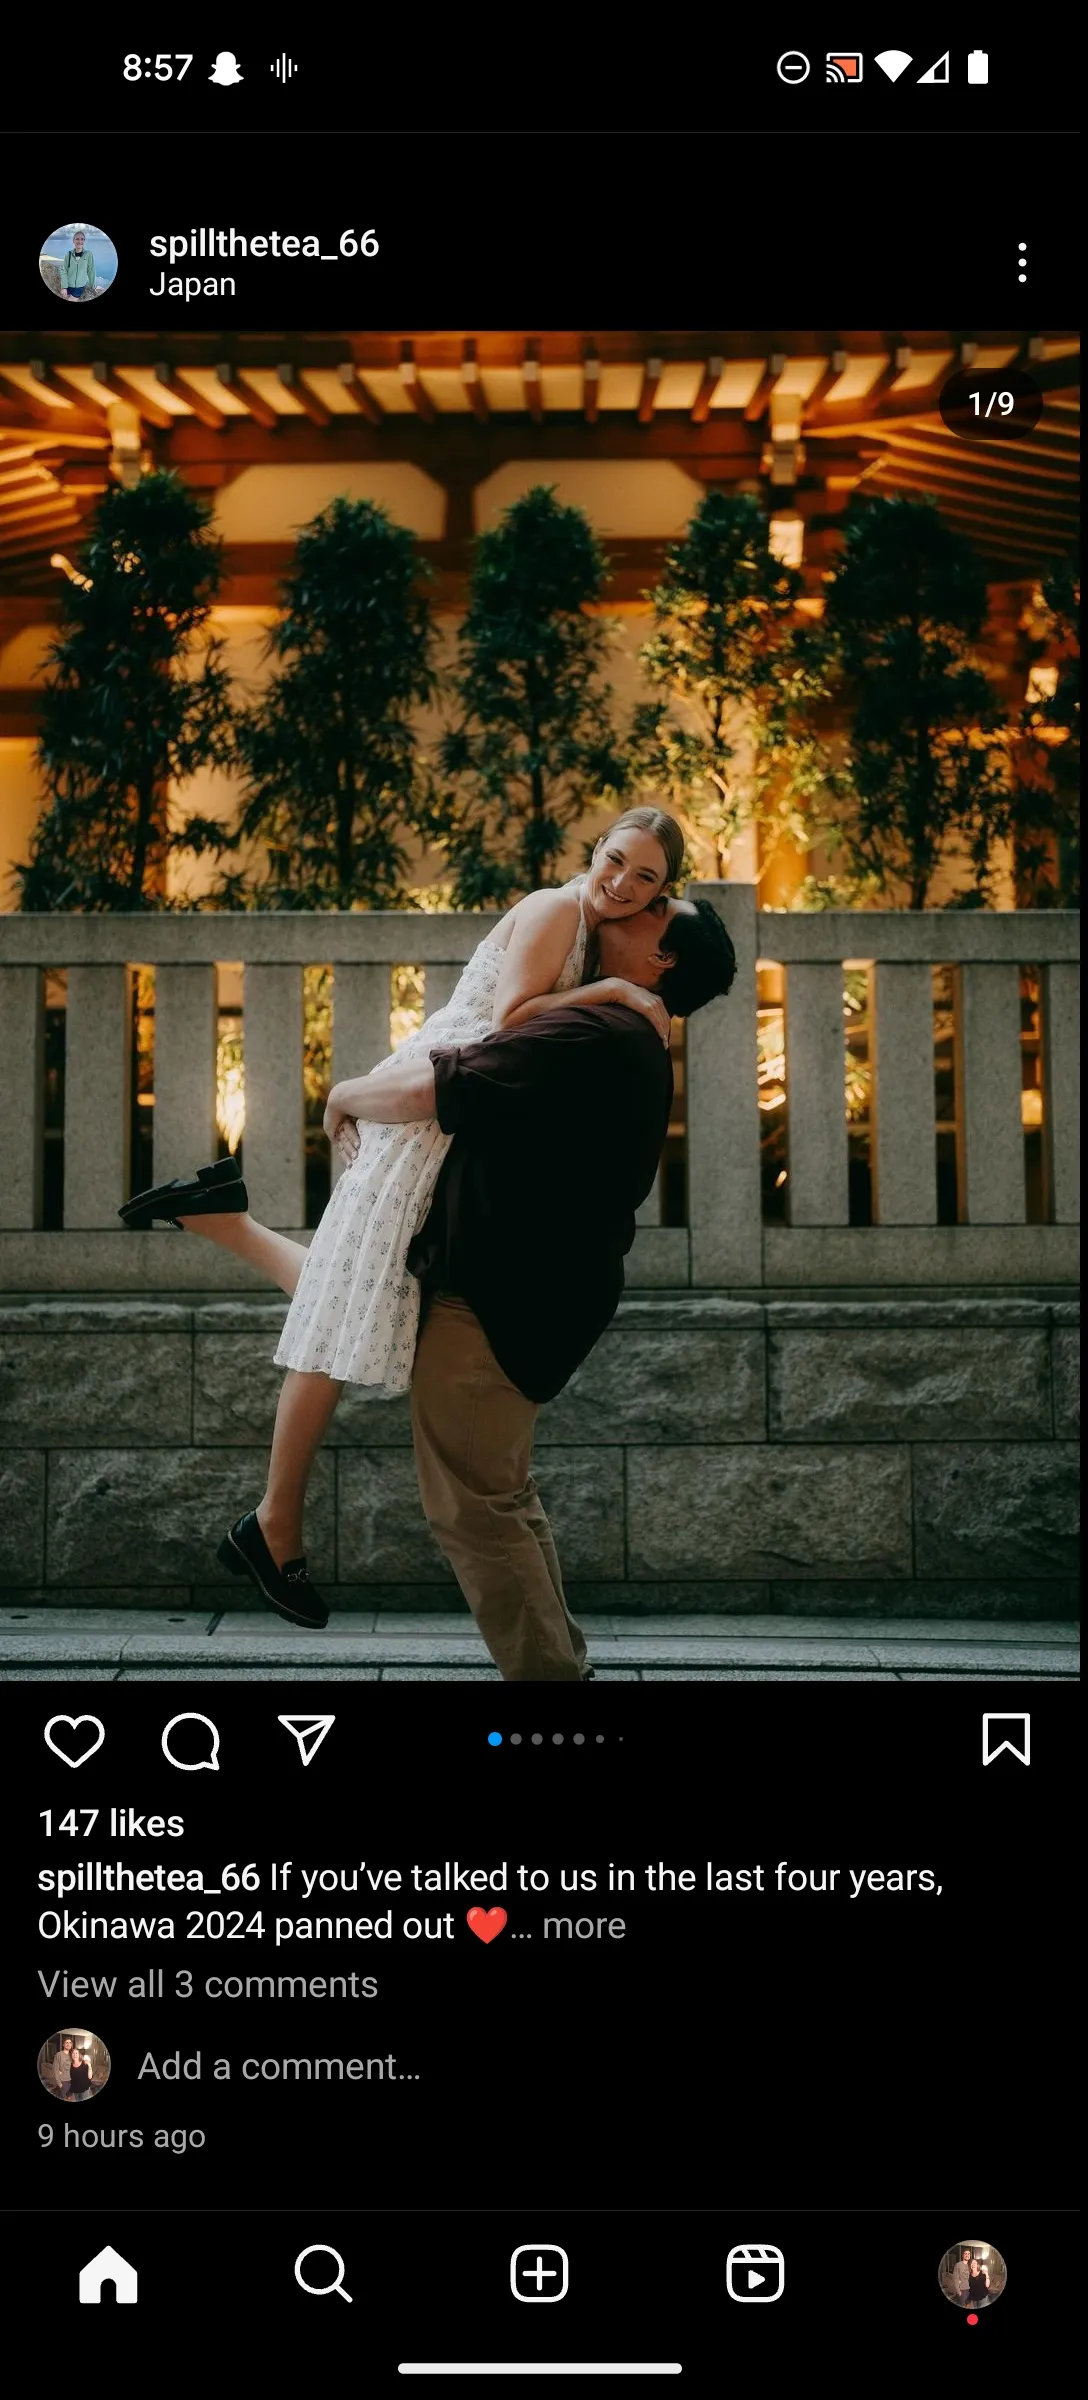 8:57
spillthetea_66
Japan
1/9
147 likes
spillthetea_66 If you’ve talked to us in the last four years,
Okinawa 2024 panned out ❤️... more
View all 3 comments
Add a comment...
9 hours ago